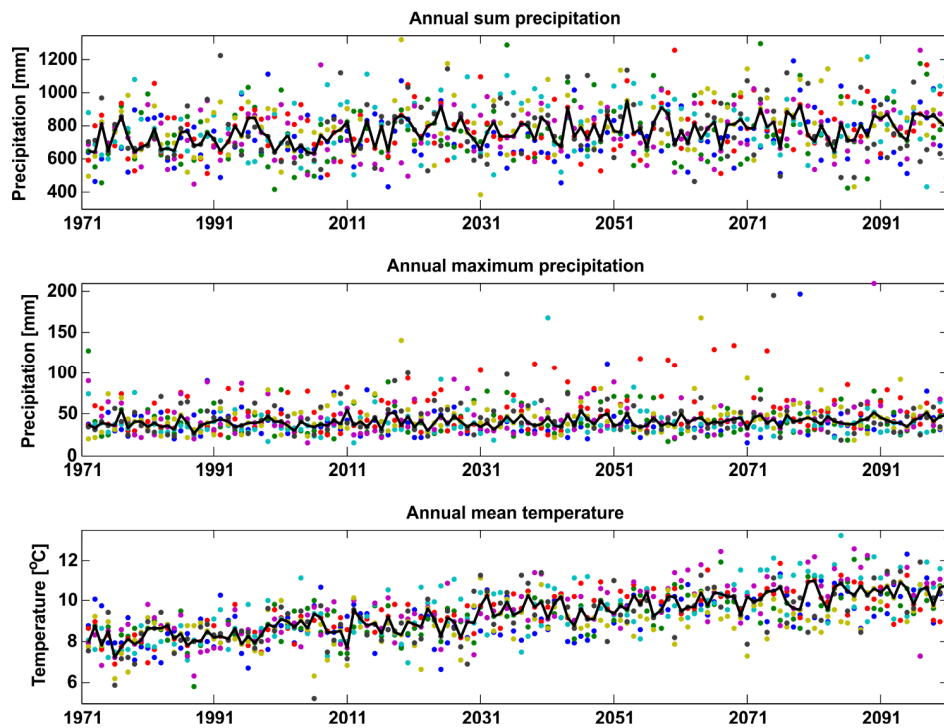 Annual sum precipitation
Precipitation [mm]
1200
1000
800
600
400
1971 1991 2011 2031 2051 2071 2091
Annual maximum precipitation
Precipitation [mm]
200
150
100
50
0
1971 1991 2011 2031 2051 2071 2091
Annual mean temperature
Temperature [°C]
12
10
8
6
1971 1991 2011 2031 2051 2071 2091